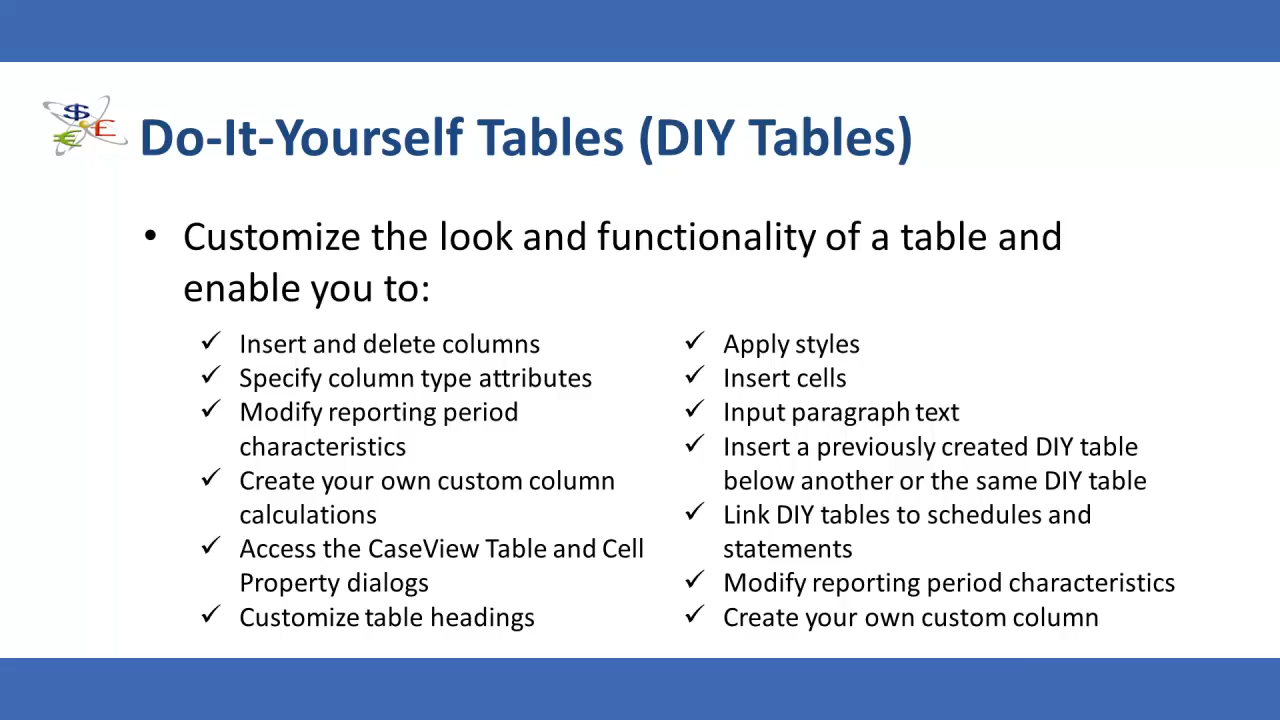 $ £ €
Do-It-Yourself Tables (DIY Tables)
• Customize the look and functionality of a table and
enable you to:
✓ Insert and delete columns
✓ Specify column type attributes
✓ Modify reporting period
characteristics
✓ Create your own custom column
calculations
✓ Access the CaseView Table and Cell
Property dialogs
✓ Customize table headings
✓ Apply styles
✓ Insert cells
✓ Input paragraph text
✓ Insert a previously created DIY table
below another or the same DIY table
✓ Link DIY tables to schedules and
statements
✓ Modify reporting period characteristics
✓ Create your own custom column